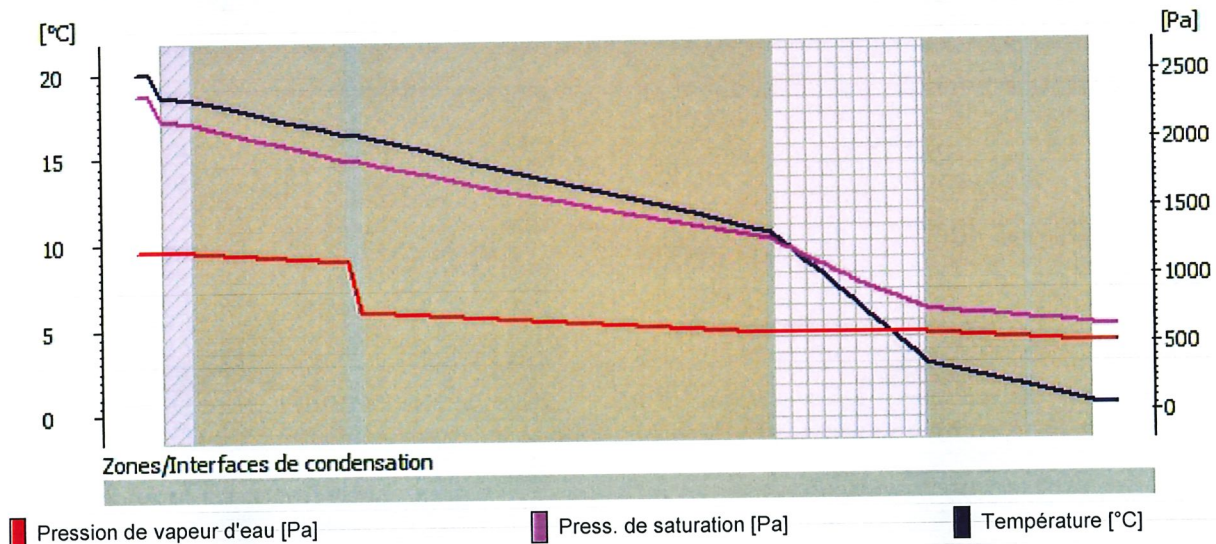 [°C]
[Pa]
20
15
10
5
0
2500
2000
1500
1000
500
0
Zones/Interfaces de condensation
Pression de vapeur d'eau [Pa]
Press. de saturation [Pa]
Température [°C]